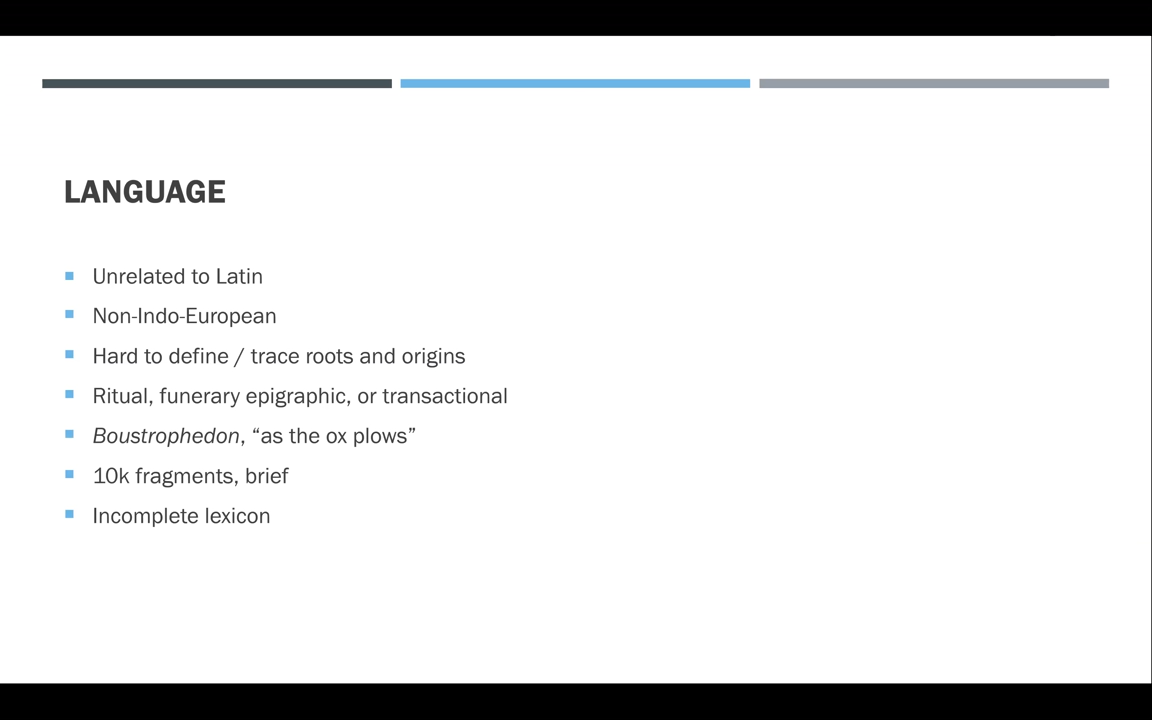 LANGUAGE
Unrelated to Latin
Non-Indo-European
Hard to define / trace roots and origins
Ritual, funerary epigraphic, or transactional
Boustrophedon, “as the ox plows”
10k fragments, brief
Incomplete lexicon